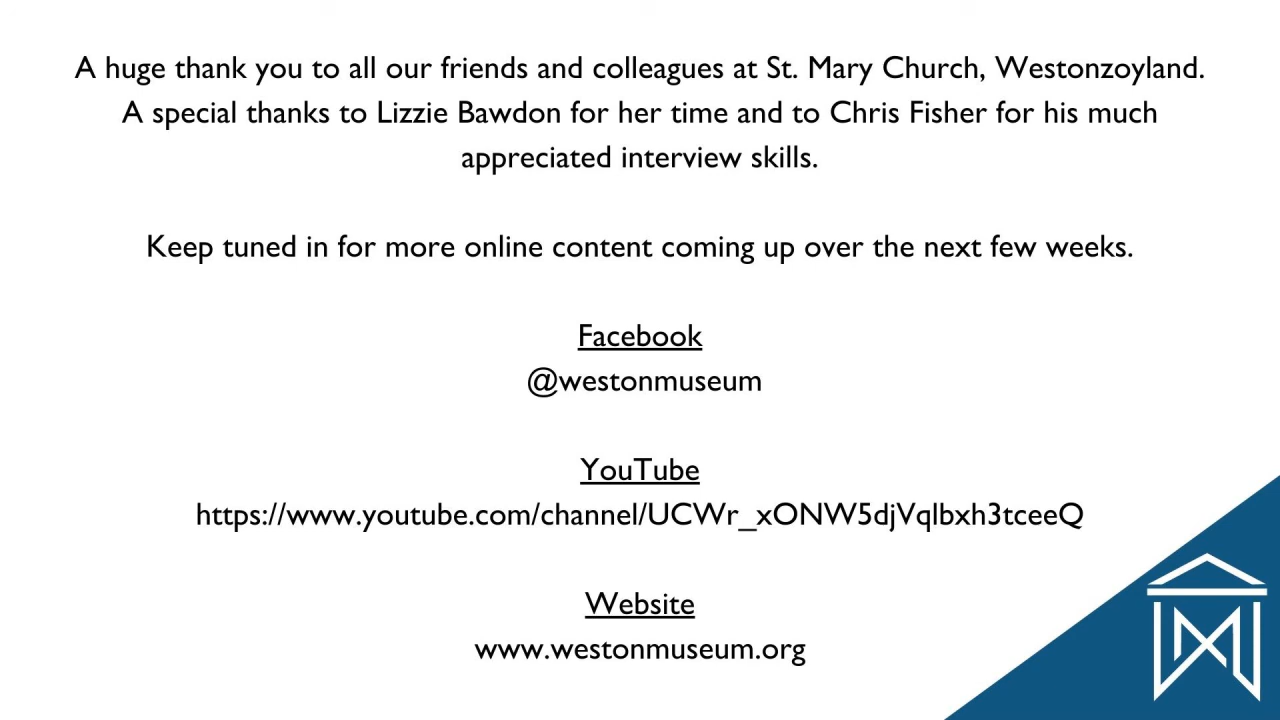 A huge thank you to all our friends and colleagues at St. Mary Church, Westonzoyland.
A special thanks to Lizzie Bawdon for her time and to Chris Fisher for his much
appreciated interview skills.
Keep tuned in for more online content coming up over the next few weeks.
Facebook
@westonmuseum
YouTube
https://www.youtube.com/channel/UCWr_xONW5djVqlbxh3tceeQ
Website
www.westonmuseum.org